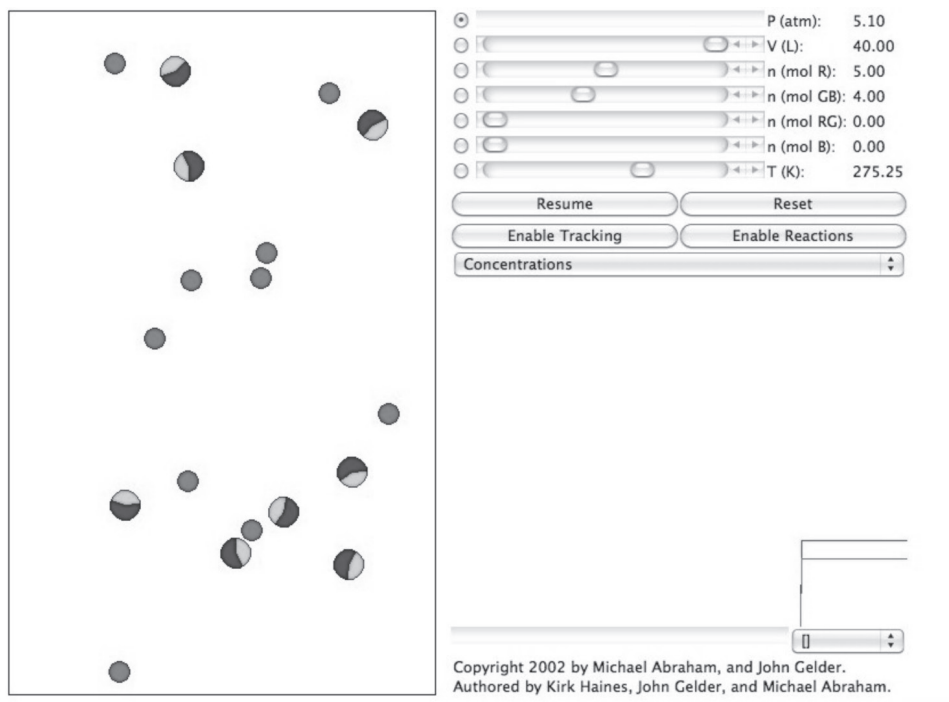 P (atm): 5.10
V (L): 40.00
n (mol R): 5.00
n (mol GB): 4.00
n (mol RG): 0.00
n (mol B): 0.00
T (K): 275.25
Resume Reset
Enable Tracking Enable Reactions
Concentrations
[]
Copyright 2002 by Michael Abraham, and John Gelder.
Authored by Kirk Haines, John Gelder, and Michael Abraham.